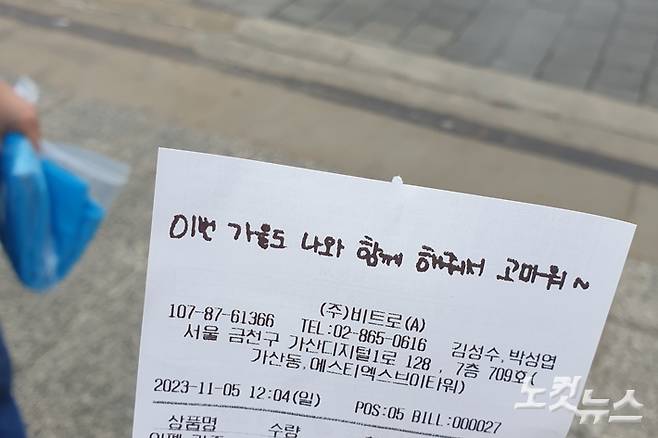 이번 가을도 나와 함께 해줘서 고마워~
(주)비트로(A)
107-87-61366 TEL:02-865-0616 김성수,박성엽
서울 금천구 가산디지털1로 128 , 7층 709호(
가산동,에스티엑스브이타워)
2023-11-05 12:04(일) POS:05 BILL:000027
상품명 수량
노컷뉴스